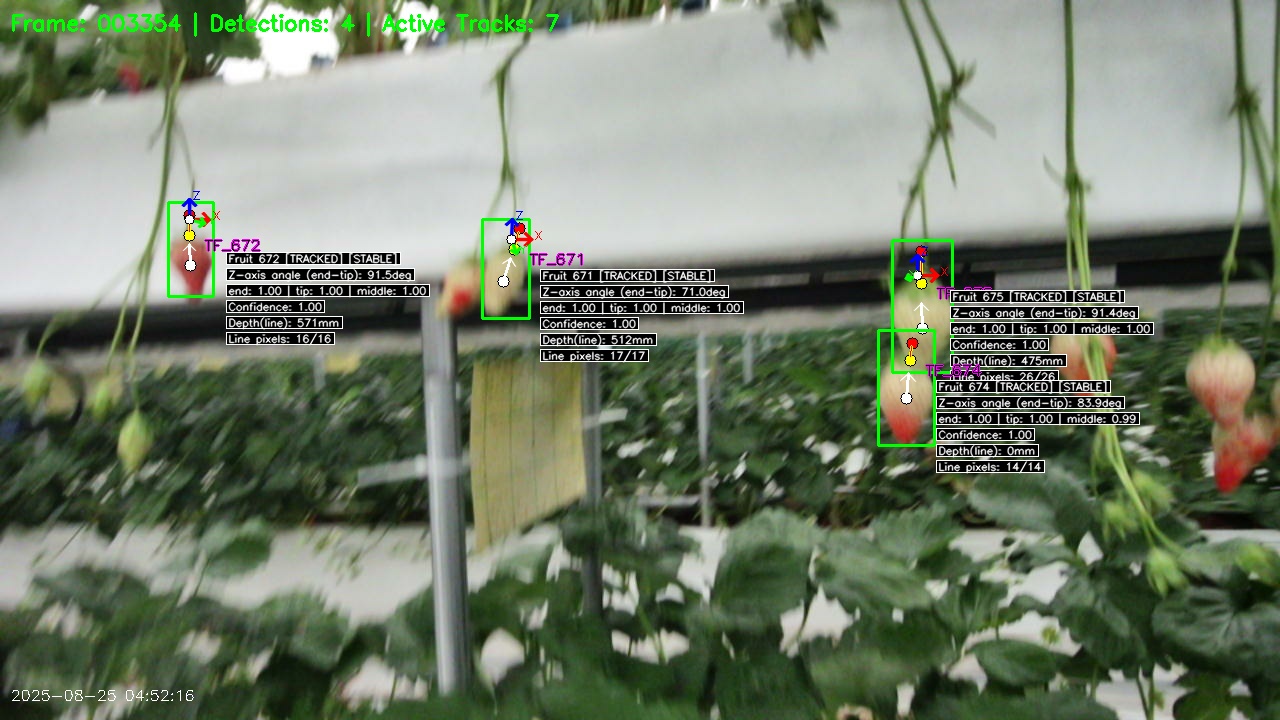 Frame: 003354 | Detections: 4 | Active Tracks: 7
Z
X
TF_672
Fruit 672 [TRACKED] [STABLE]
Z-axis angle (end-tip): 91.5deg
end: 1.00 | tip: 1.00 | middle: 1.00
Confidence: 1.00
Depth(line): 571mm
Line pixels: 16/16
Z
X
TF_671
Fruit 671 [TRACKED] [STABLE]
Z-axis angle (end-tip): 71.0deg
end: 1.00 | tip: 1.00 | middle: 1.00
Confidence: 1.00
Depth(line): 512mm
Line pixels: 17/17
X
Fruit 675 [TRACKED] [STABLE]
Z-axis angle (end-tip): 91.4deg
end: 1.00 | tip: 1.00 | middle: 1.00
Confidence: 1.00
Depth(line): 475mm
Line pixels: 26/26
TF_674
Fruit 674 [TRACKED] [STABLE]
Z-axis angle (end-tip): 83.9deg
end: 1.00 | tip: 1.00 | middle: 0.99
Confidence: 1.00
Depth(line): 0mm
Line pixels: 14/14
2025-08-25 04:52:16